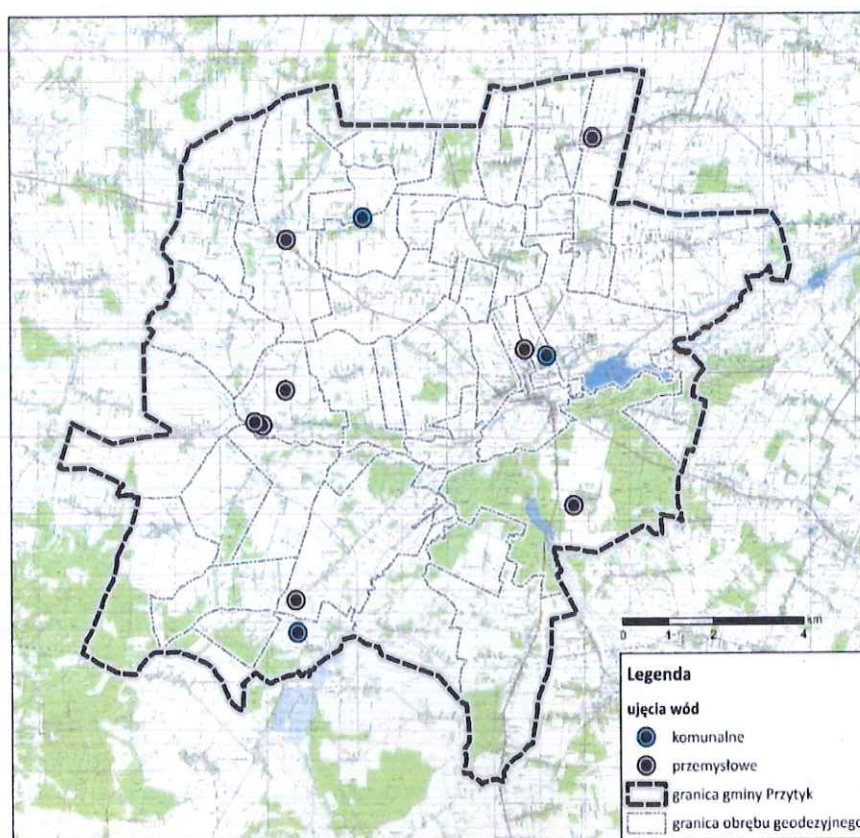 km
0 1 2 4
Legenda
ujęcia wód
komunalne
przemysłowe
granica gminy Przytyk
granica obrębu geodezyjnego